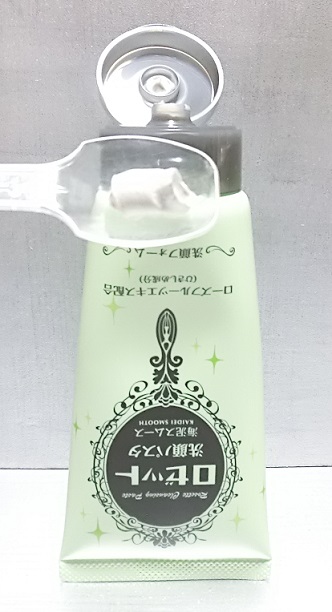 Rosette Cleansing Paste
ロゼット
洗顔パスタ
海泥スムース
KAIDEI SMOOTH
ローズフルーツエキス配合
(ひきしめ成分)
洗顔フォーム